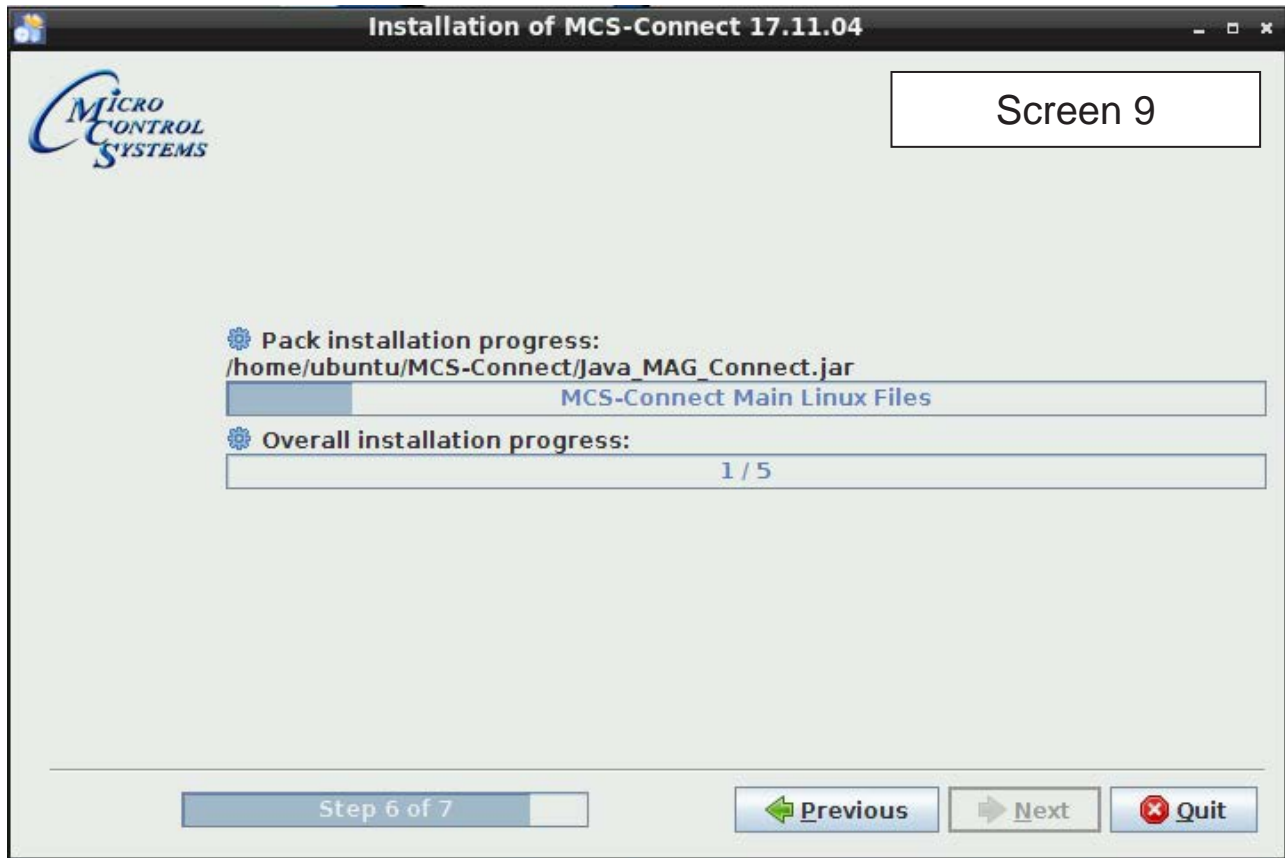 Installation of MCS-Connect 17.11.04
MICRO
CONTROL
SYSTEMS
Screen 9
Pack installation progress:
/home/ubuntu/MCS-Connect/Java_MAG_Connect.jar
MCS-Connect Main Linux Files
Overall installation progress:
1 / 5
Step 6 of 7
Previous
Next
Quit